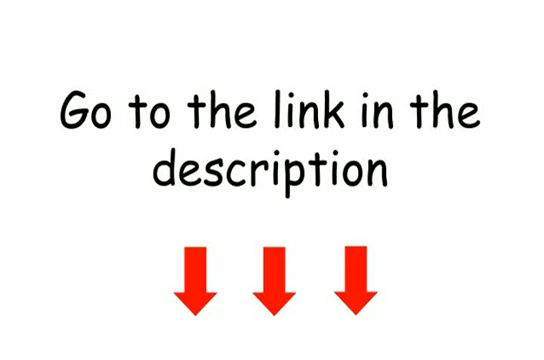 Go to the link in the
description